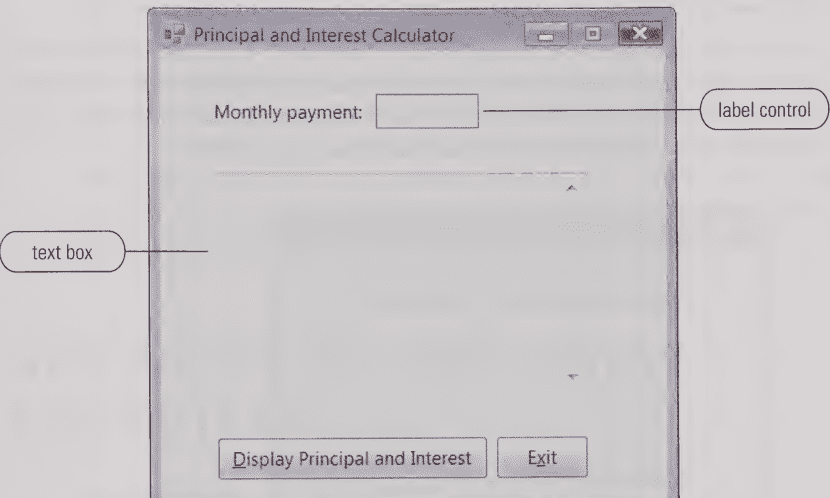 Principal and Interest Calculator
Monthly payment:
label control
text box
Display Principal and Interest
Exit